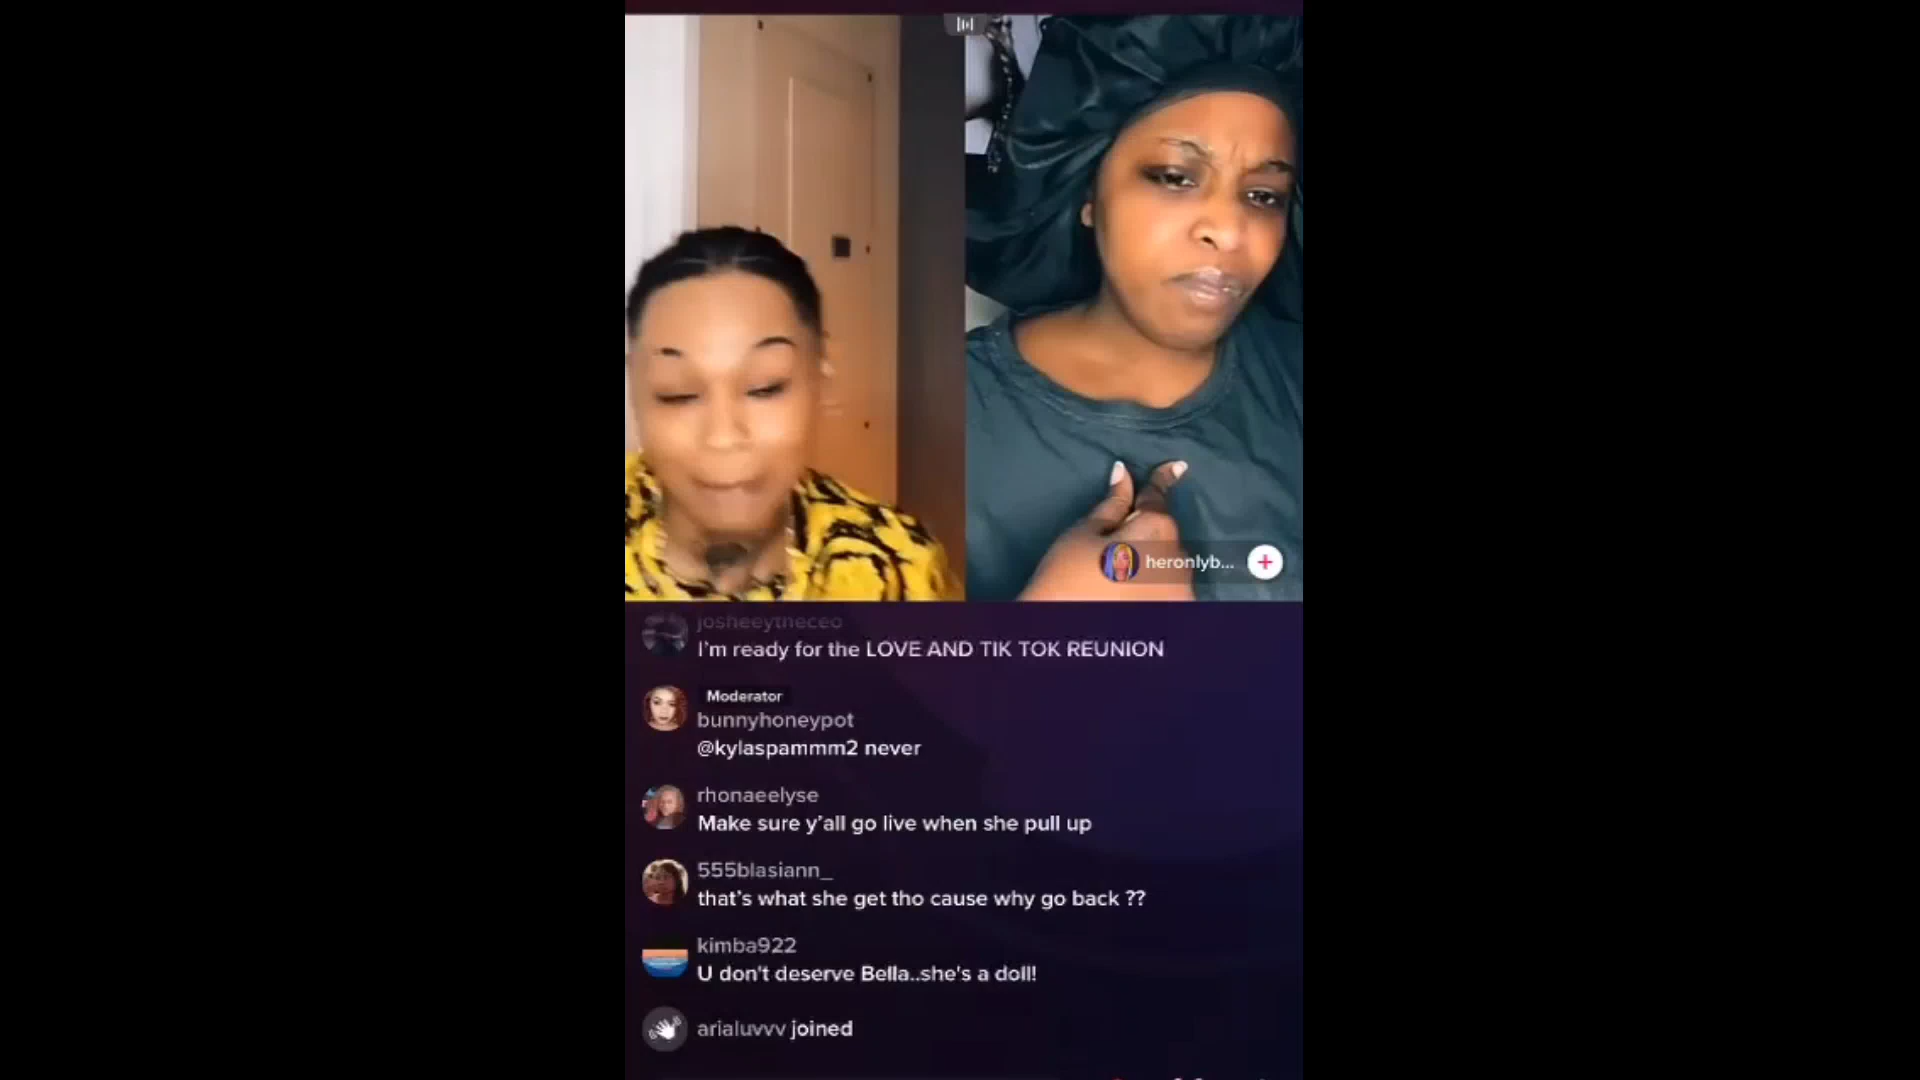 heronlyb...
josheeytheceo
I'm ready for the LOVE AND TIK TOK REUNION
Moderator
bunnyhoneypot
@kylaspammm2 never
rhonaeelyse
Make sure y'all go live when she pull up
555blasiann_
that's what she get tho cause why go back ??
kimba922
U don't deserve Bella..she's a doll!
arialuvvv joined